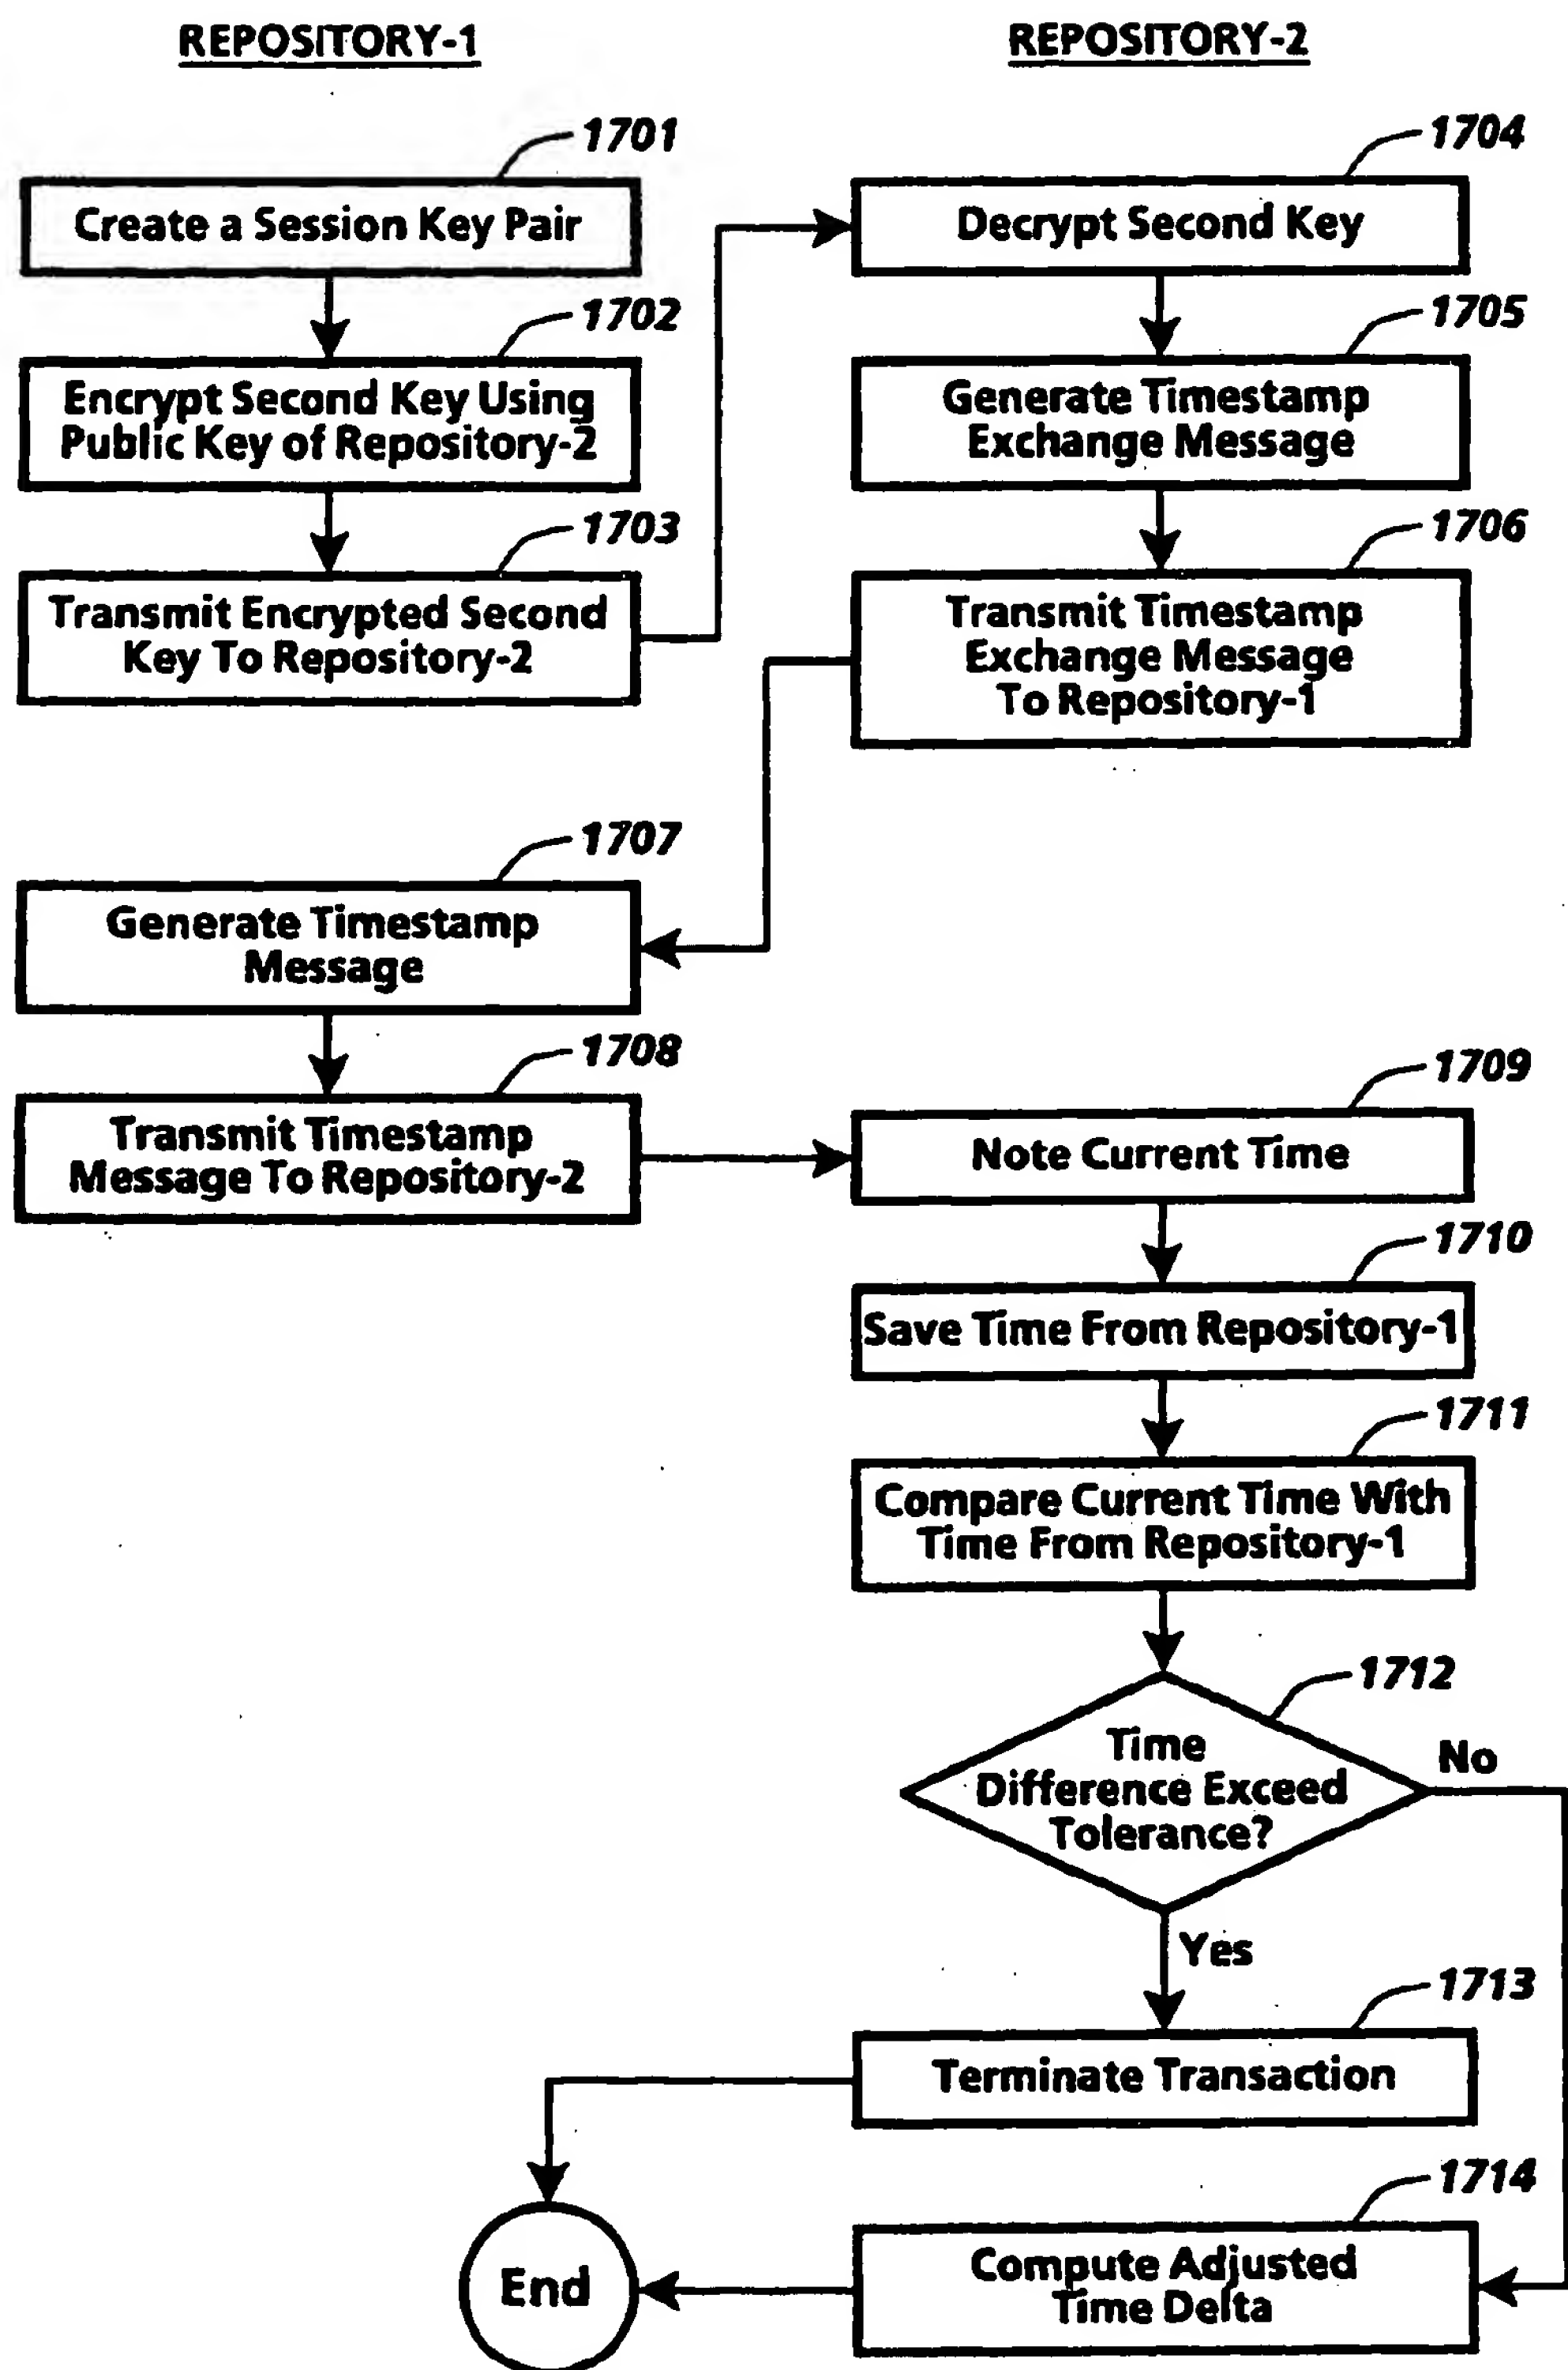 REPOSITORY-1
REPOSITORY-2
1701
Create a Session Key Pair
1702
Encrypt Second Key Using
Public Key of Repository-2
1703
Transmit Encrypted Second
Key To Repository-2
1704
Decrypt Second Key
1705
Generate Timestamp
Exchange Message
1706
Transmit Timestamp
Exchange Message
To Repository-1
1707
Generate Timestamp
Message
1708
Transmit Timestamp
Message To Repository-2
1709
Note Current Time
1710
Save Time From Repository-1
1711
Compare Current Time With
Time From Repository-1
1712
Time
Difference Exceed
Tolerance?
No
Yes
1713
Terminate Transaction
1714
Compute Adjusted
Time Delta
End